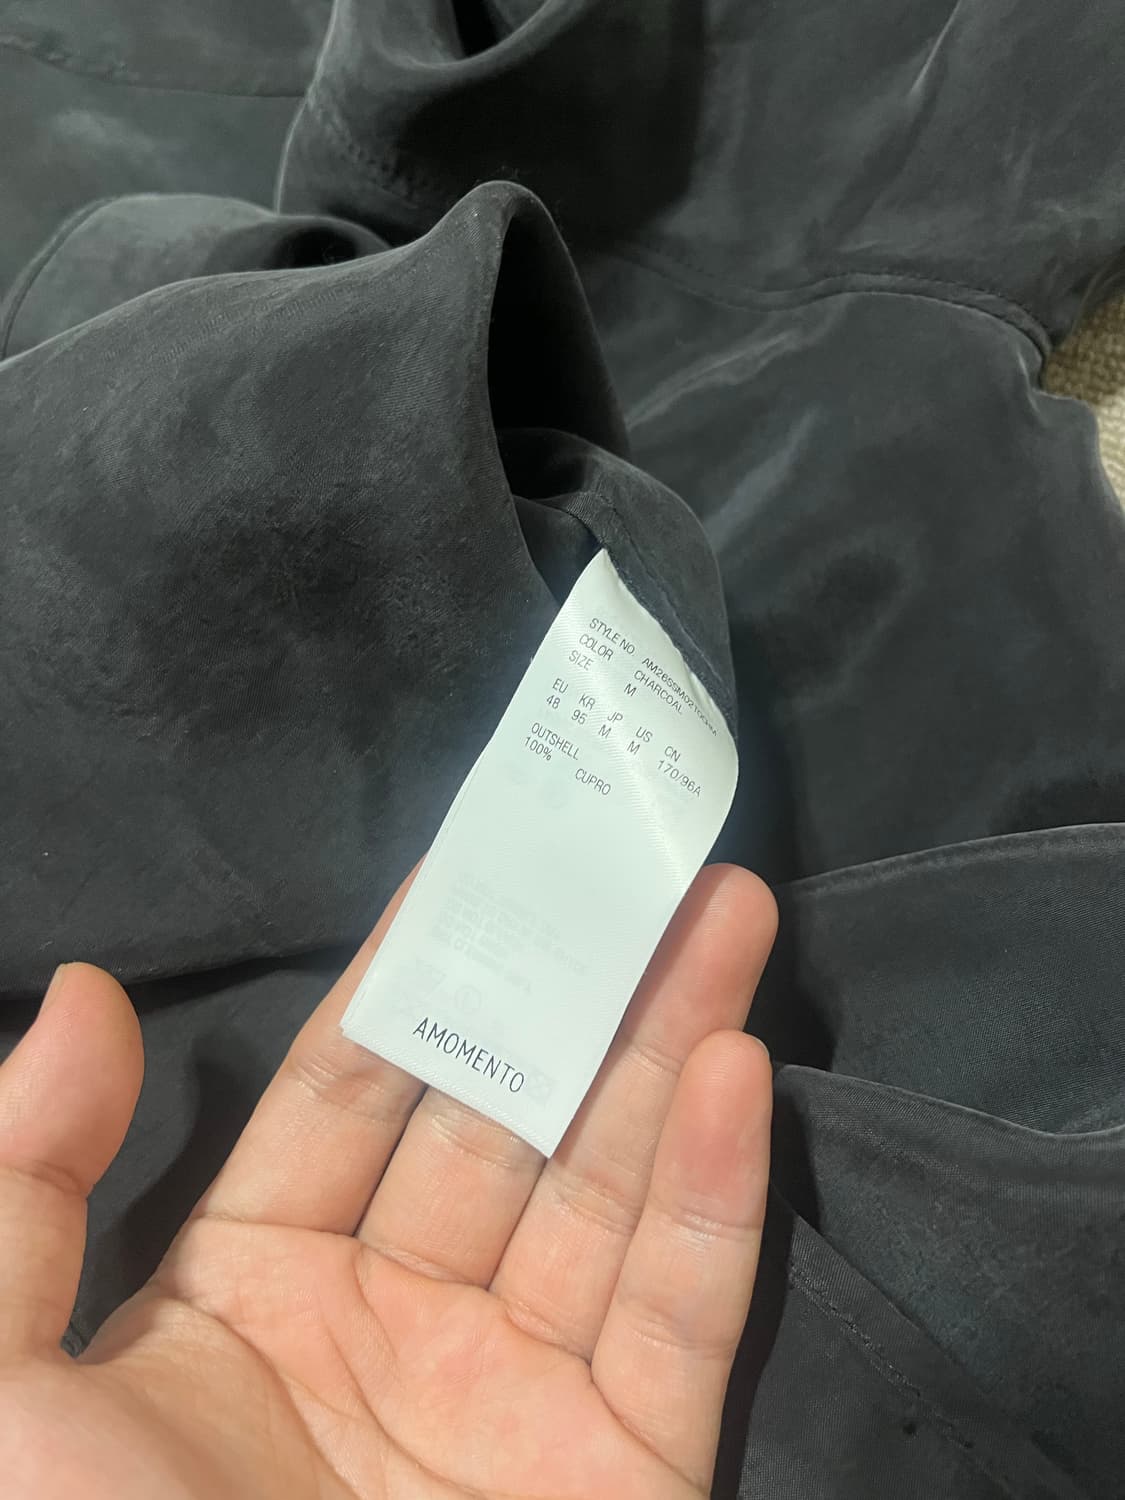 STYLE NO.
COLOR CHARCOAL
SIZE M
EU KR JP US CN
48 95 M M 170/96A
OUTSHELL
100% CUPRO
AMOMENTO